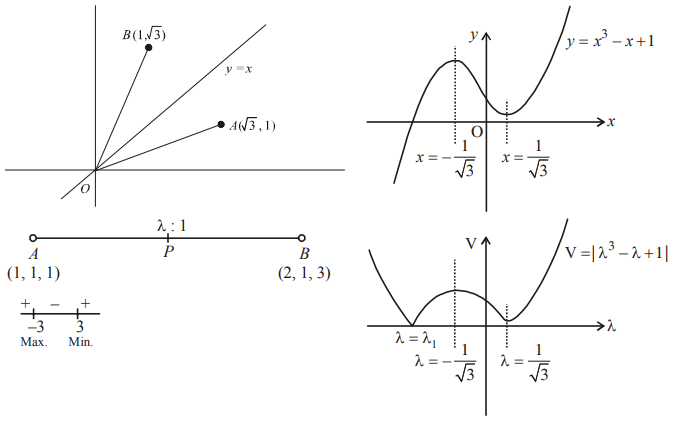 B(1,√3)
y = x
A(√3, 1)
O
λ : 1
A
P
B
(1, 1, 1)
(2, 1, 3)
+ − +
−3
3
Max.
Min.
y
y = x³ − x + 1
O
x
x = −1/√3
x = 1/√3
V
V = |λ³ − λ + 1|
λ
λ = λ₁
λ = −1/√3
λ = 1/√3